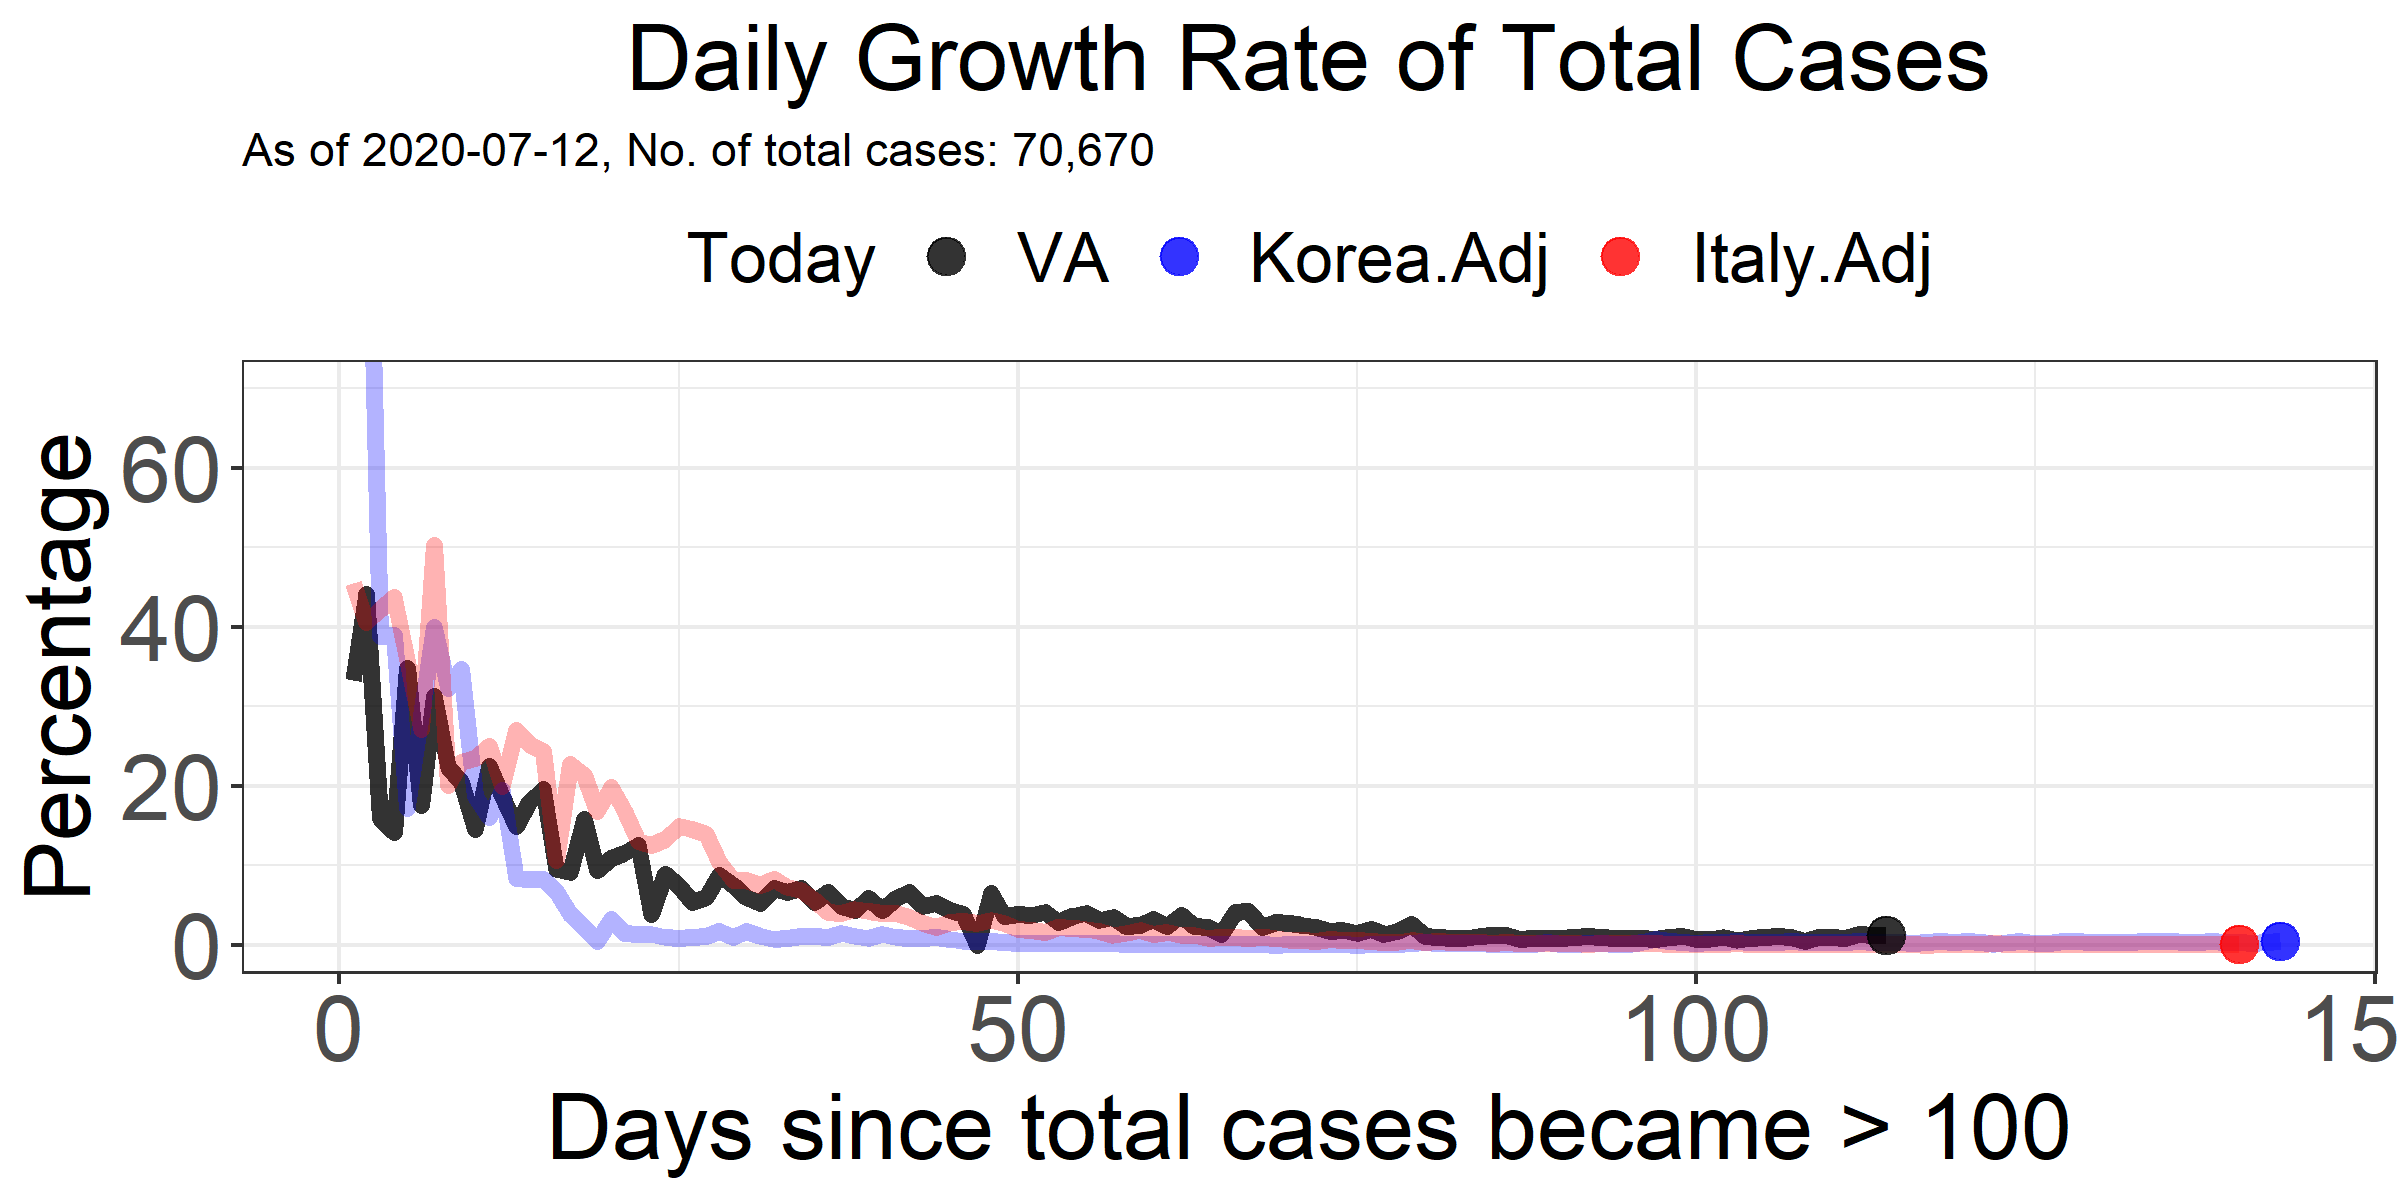 Daily Growth Rate of Total Cases
As of 2020-07-12, No. of total cases: 70,670
Today VA Korea.Adj Italy.Adj
Percentage
60
40
20
0
0 50 100 15
Days since total cases became > 100